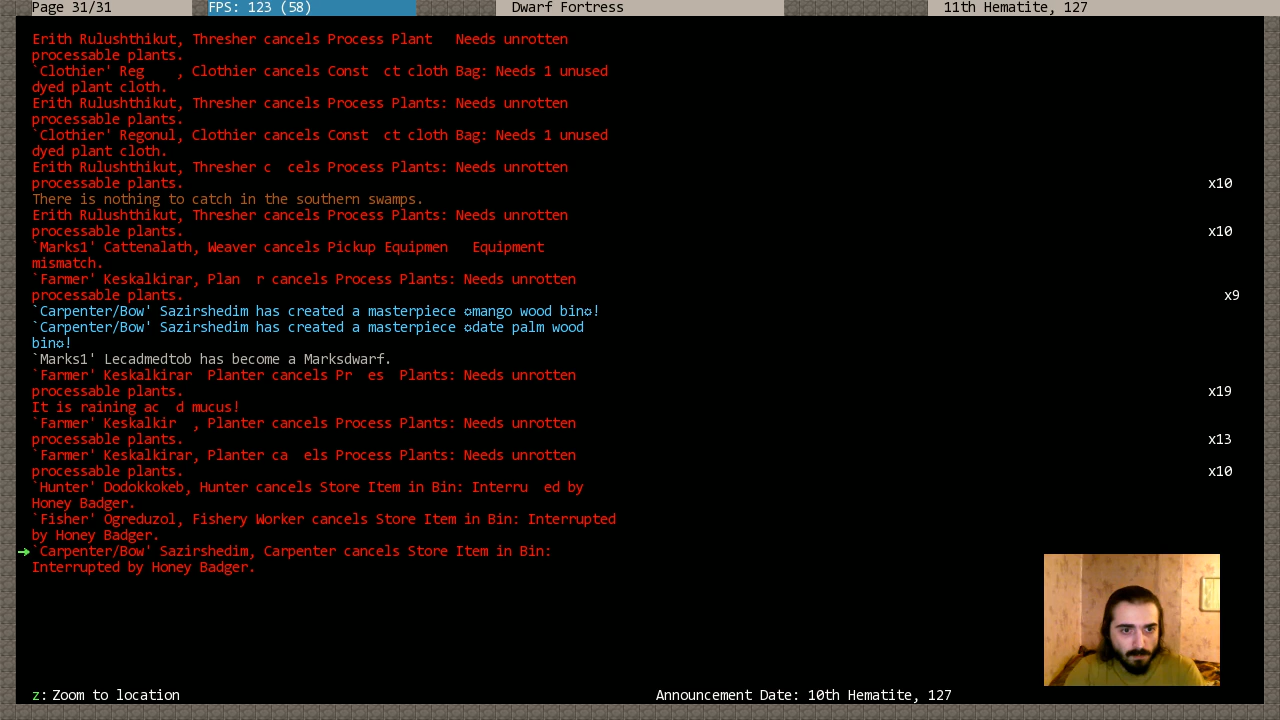 Page 31/31 FPS: 123 (58) Dwarf Fortress 11th Hematite, 127
Erith Rulushthikut, Thresher cancels Process Plant   Needs unrotten
processable plants.
`Clothier' Reg    , Clothier cancels Const  ct cloth Bag: Needs 1 unused
dyed plant cloth.
Erith Rulushthikut, Thresher cancels Process Plants: Needs unrotten
processable plants.
`Clothier' Regonul, Clothier cancels Const  ct cloth Bag: Needs 1 unused
dyed plant cloth.
Erith Rulushthikut, Thresher c  cels Process Plants: Needs unrotten
processable plants. x10
There is nothing to catch in the southern swamps.
Erith Rulushthikut, Thresher cancels Process Plants: Needs unrotten
processable plants. x10
`Marks1' Cattenalath, Weaver cancels Pickup Equipmen   Equipment
mismatch.
`Farmer' Keskalkirar, Plan  r cancels Process Plants: Needs unrotten
processable plants. x9
`Carpenter/Bow' Sazirshedim has created a masterpiece ☼mango wood bin☼!
`Carpenter/Bow' Sazirshedim has created a masterpiece ☼date palm wood
bin☼!
`Marks1' Lecadmedtob has become a Marksdwarf.
`Farmer' Keskalkirar  Planter cancels Pr  es  Plants: Needs unrotten
processable plants. x19
It is raining ac  d mucus!
`Farmer' Keskalkir  , Planter cancels Process Plants: Needs unrotten
processable plants. x13
`Farmer' Keskalkirar, Planter ca  els Process Plants: Needs unrotten
processable plants. x10
`Hunter' Dodokkokeb, Hunter cancels Store Item in Bin: Interru  ed by
Honey Badger.
`Fisher' Ogreduzol, Fishery Worker cancels Store Item in Bin: Interrupted
by Honey Badger.
→`Carpenter/Bow' Sazirshedim, Carpenter cancels Store Item in Bin:
Interrupted by Honey Badger.
z: Zoom to location Announcement Date: 10th Hematite, 127